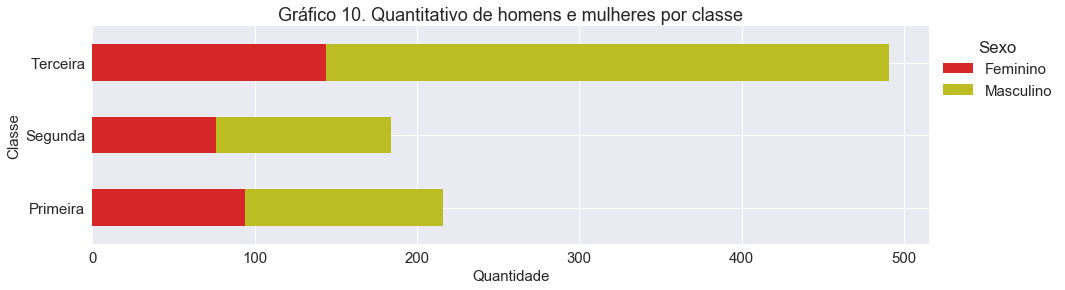 Gráfico 10. Quantitativo de homens e mulheres por classe
Sexo
Feminino
Masculino
Classe
Terceira
Segunda
Primeira
0 100 200 300 400 500
Quantidade